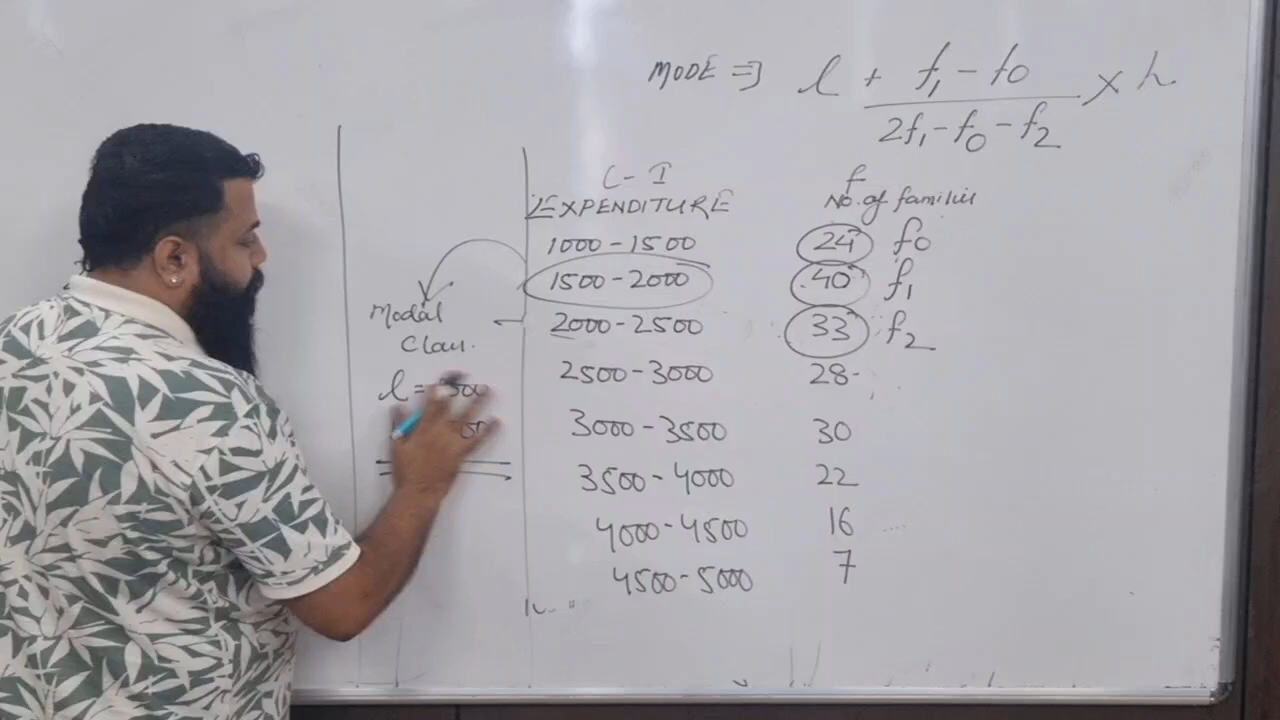 MODE => l + f1 - f0 / 2f1 - f0 - f2 × h
C-I f
EXPENDITURE No. of families
1000-1500 24 f0
1500-2000 40 f1
2000-2500 33 f2
2500-3000 28
3000-3500 30
3500-4000 22
4000-4500 16
4500-5000 7
Modal
Class.
l =